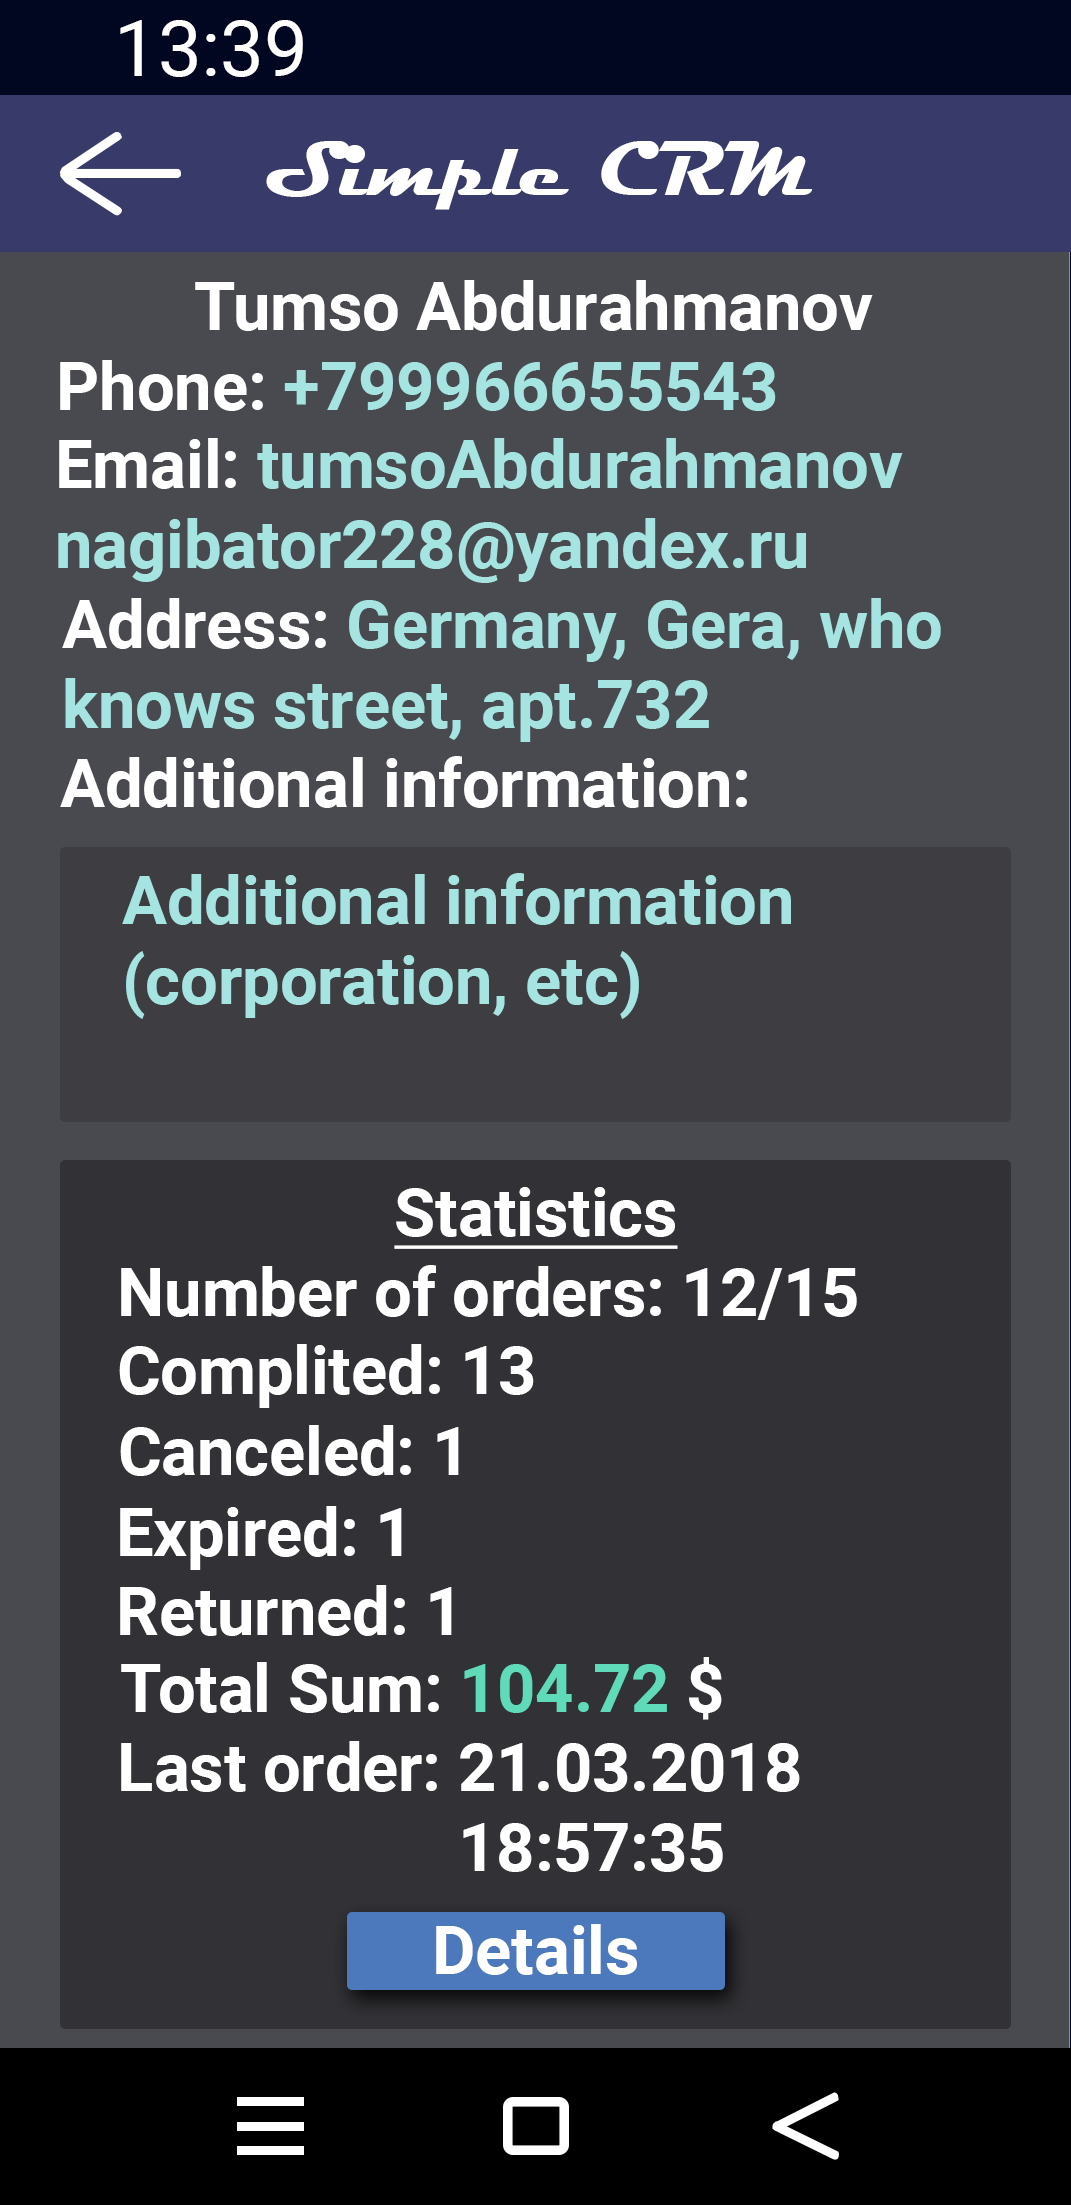 13:39
Simple CRM
Tumso Abdurahmanov
Phone: +799966655543
Email: tumsoAbdurahmanov
nagibator228@yandex.ru
Address: Germany, Gera, who
knows street, apt.732
Additional information:
Additional information
(corporation, etc)
Statistics
Number of orders: 12/15
Complited: 13
Canceled: 1
Expired: 1
Returned: 1
Total Sum: 104.72 $
Last order: 21.03.2018
18:57:35
Details